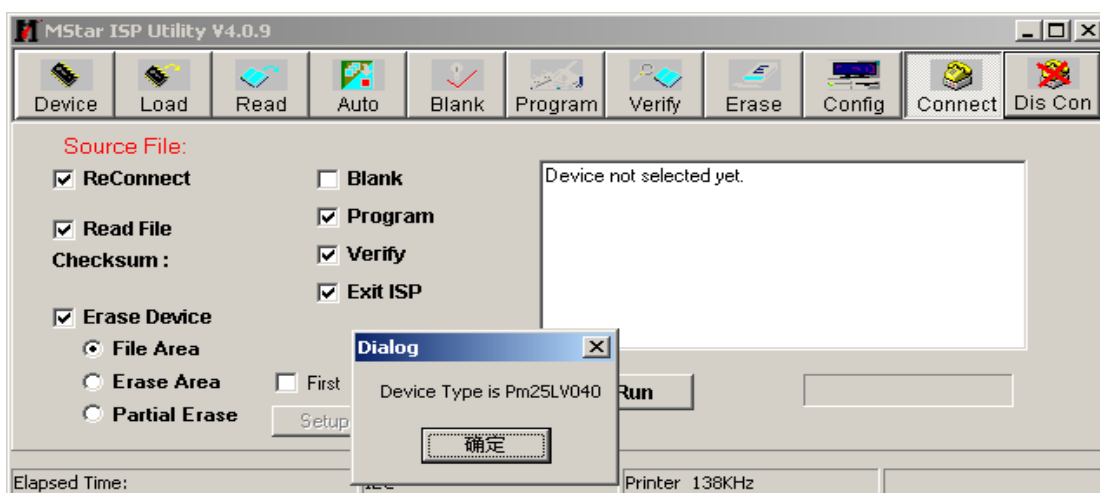 MStar ISP Utility V4.0.9
Device Load Read Auto Blank Program Verify Erase Config Connect Dis Con
Source File:
ReConnect
Blank
Device not selected yet.
Program
Read File
Verify
Checksum :
Exit ISP
Erase Device
Dialog
File Area
Erase Area
First
Device Type is Pm25LV040
Run
Partial Erase
Setup
确定
Elapsed Time:
Printer 138KHz